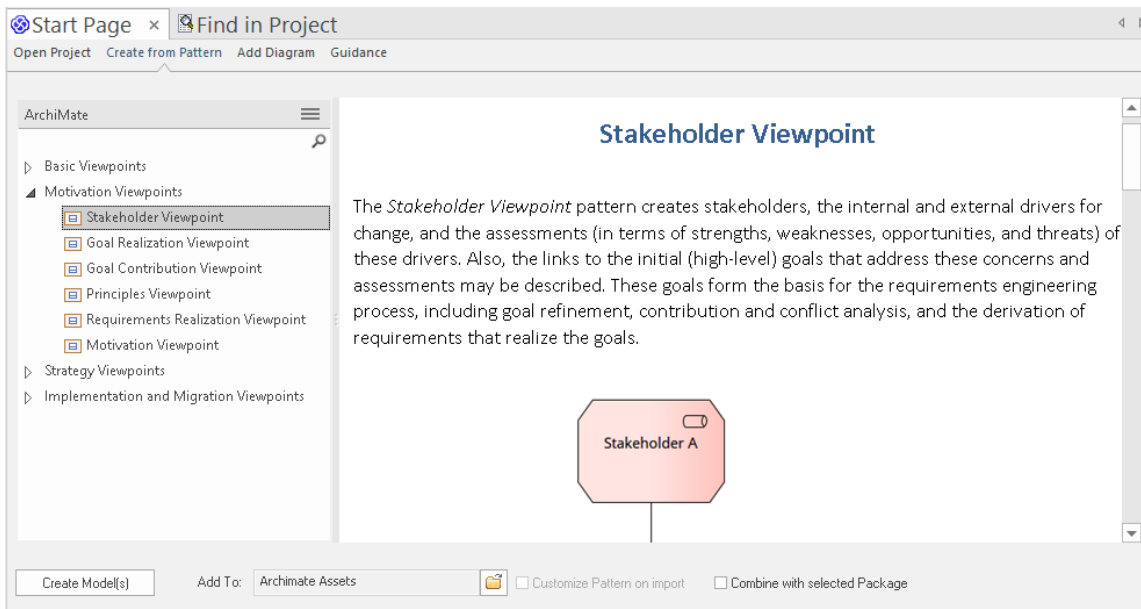 Start Page × Find in Project
Open Project Create from Pattern Add Diagram Guidance
ArchiMate
Basic Viewpoints
Motivation Viewpoints
Stakeholder Viewpoint
Goal Realization Viewpoint
Goal Contribution Viewpoint
Principles Viewpoint
Requirements Realization Viewpoint
Motivation Viewpoint
Strategy Viewpoints
Implementation and Migration Viewpoints
Stakeholder Viewpoint
The Stakeholder Viewpoint pattern creates stakeholders, the internal and external drivers for
change, and the assessments (in terms of strengths, weaknesses, opportunities, and threats) of
these drivers. Also, the links to the initial (high-level) goals that address these concerns and
assessments may be described. These goals form the basis for the requirements engineering
process, including goal refinement, contribution and conflict analysis, and the derivation of
requirements that realize the goals.
Stakeholder A
Create Model(s) Add To: Archimate Assets Customize Pattern on import Combine with selected Package